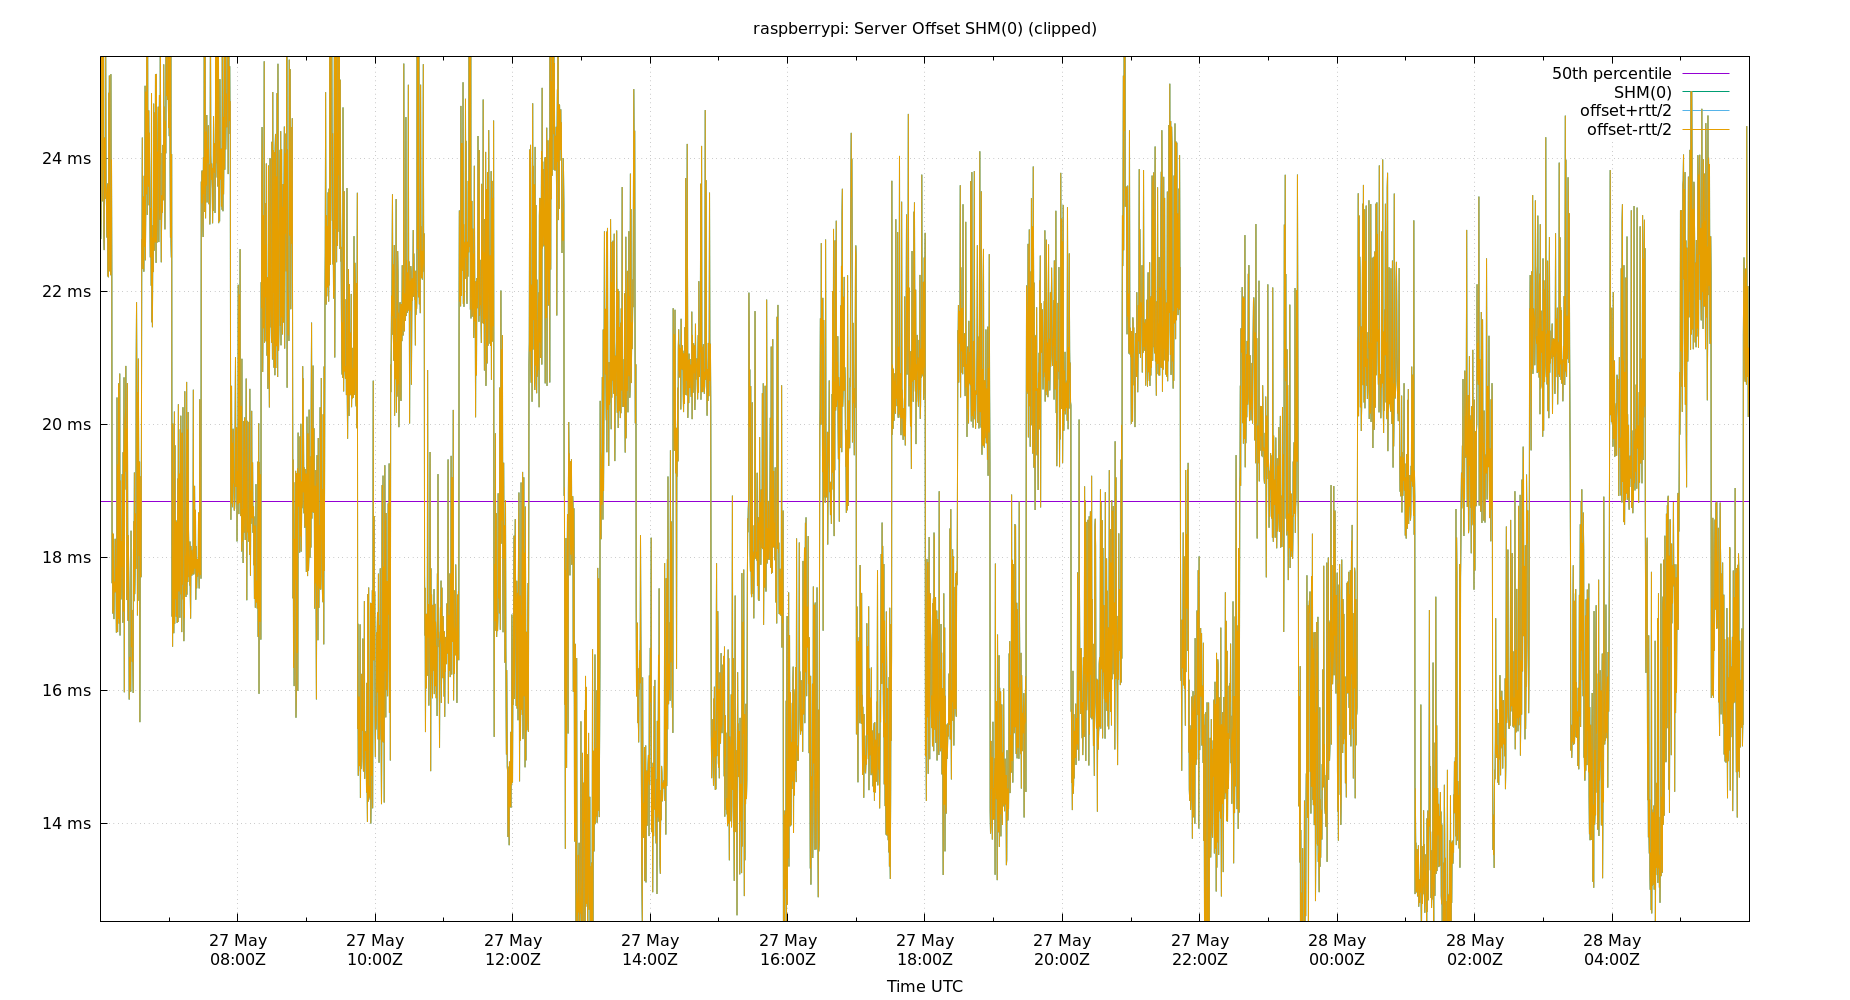 raspberrypi: Server Offset SHM(0) (clipped)
50th percentile
SHM(0)
offset+rtt/2
offset-rtt/2
24 ms
22 ms
20 ms
18 ms
16 ms
14 ms
27 May 27 May 27 May 27 May 27 May 27 May 27 May 27 May 28 May 28 May 28 May
08:00Z 10:00Z 12:00Z 14:00Z 16:00Z 18:00Z 20:00Z 22:00Z 00:00Z 02:00Z 04:00Z
Time UTC